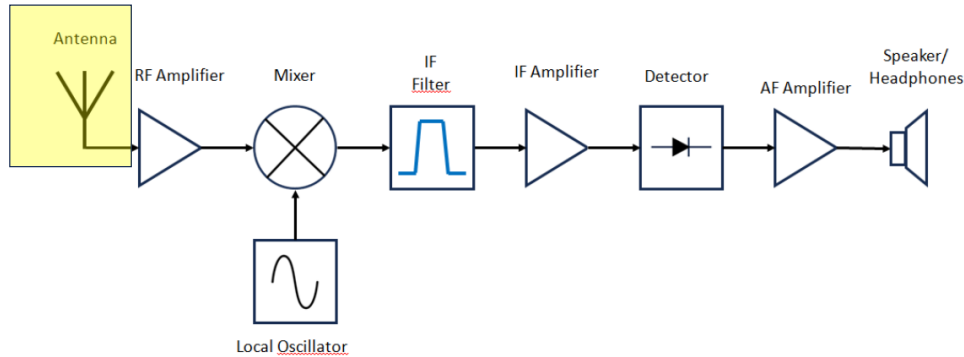 Antenna
RF Amplifier
Mixer
IF
Filter
IF Amplifier
Detector
AF Amplifier
Speaker/
Headphones
Local Oscillator